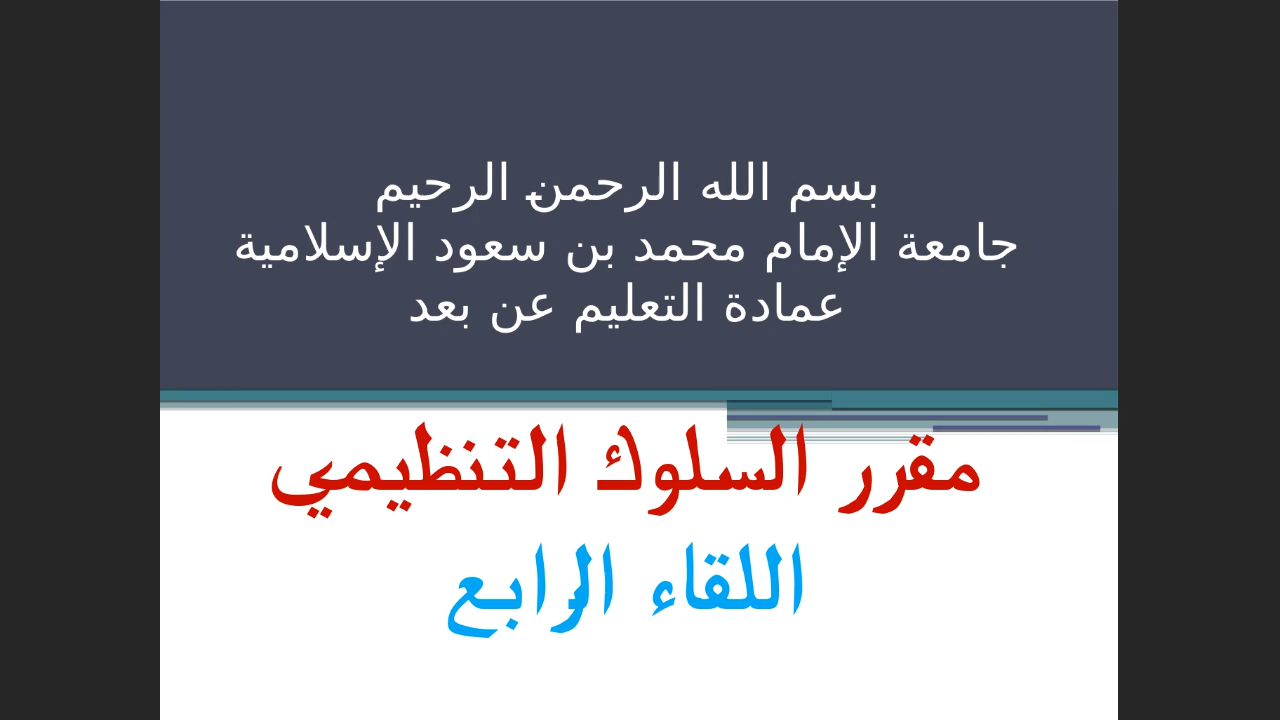 بسم الله الرحمن الرحيم
جامعة الإمام محمد بن سعود الإسلامية
عمادة التعليم عن بعد
مقرر السلوك التنظيمي
اللقاء الرابع